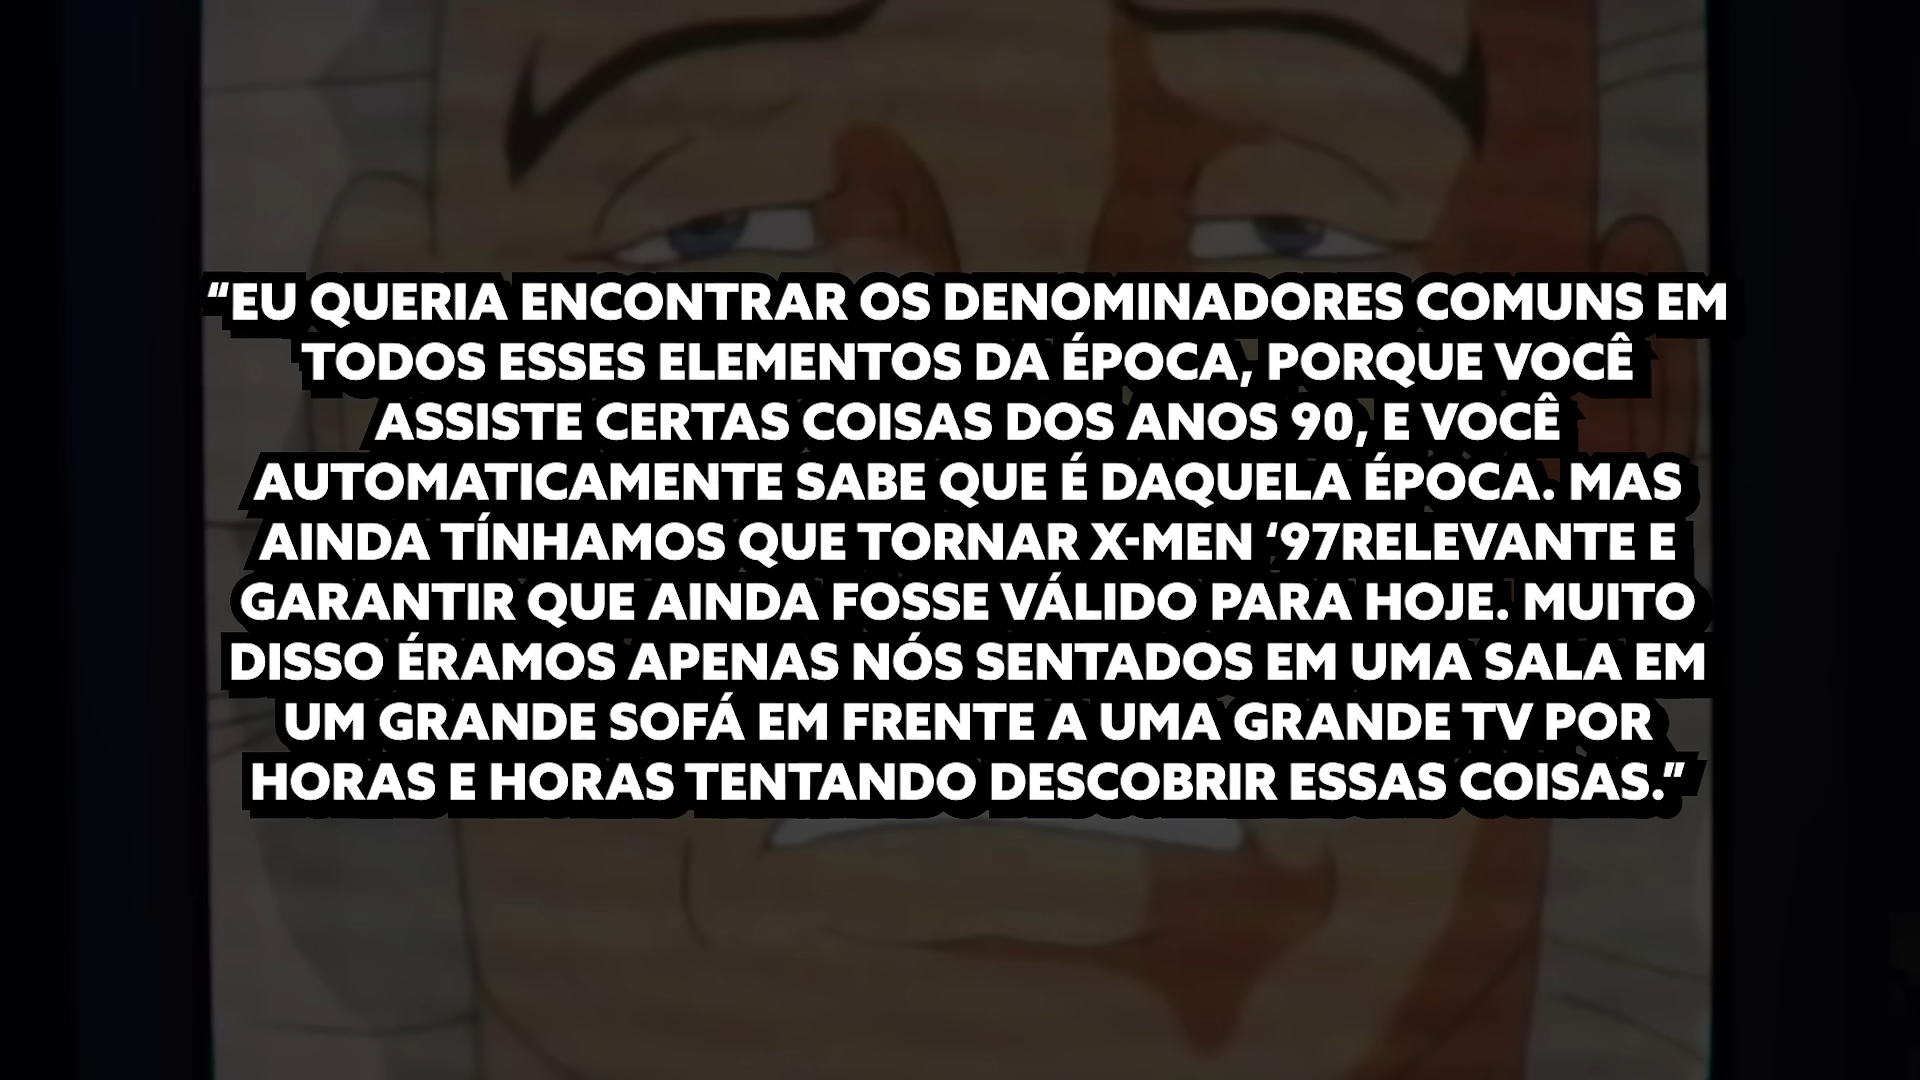 “EU QUERIA ENCONTRAR OS DENOMINADORES COMUNS EM
TODOS ESSES ELEMENTOS DA ÉPOCA, PORQUE VOCÊ
ASSISTE CERTAS COISAS DOS ANOS 90, E VOCÊ
AUTOMATICAMENTE SABE QUE É DAQUELA ÉPOCA. MAS
AINDA TÍNHAMOS QUE TORNAR X-MEN ‘97RELEVANTE E
GARANTIR QUE AINDA FOSSE VÁLIDO PARA HOJE. MUITO
DISSO ÉRAMOS APENAS NÓS SENTADOS EM UMA SALA EM
UM GRANDE SOFÁ EM FRENTE A UMA GRANDE TV POR
HORAS E HORAS TENTANDO DESCOBRIR ESSAS COISAS.”